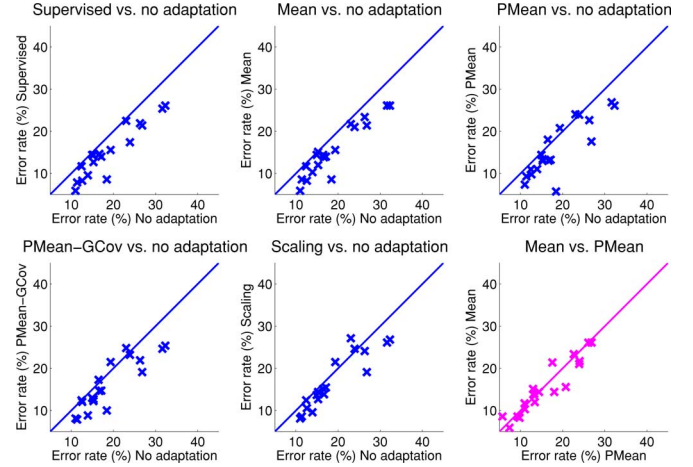 Supervised vs. no adaptation
Mean vs. no adaptation
PMean vs. no adaptation
Error rate (%) Supervised
40
30
20
10
10 20 30 40
Error rate (%) No adaptation
Error rate (%) Mean
40
30
20
10
10 20 30 40
Error rate (%) No adaptation
Error rate (%) PMean
40
30
20
10
10 20 30 40
Error rate (%) No adaptation
PMean−GCov vs. no adaptation
Scaling vs. no adaptation
Mean vs. PMean
Error rate (%) PMean−GCov
40
30
20
10
10 20 30 40
Error rate (%) No adaptation
Error rate (%) Scaling
40
30
20
10
10 20 30 40
Error rate (%) No adaptation
Error rate (%) Mean
40
30
20
10
10 20 30 40
Error rate (%) PMean